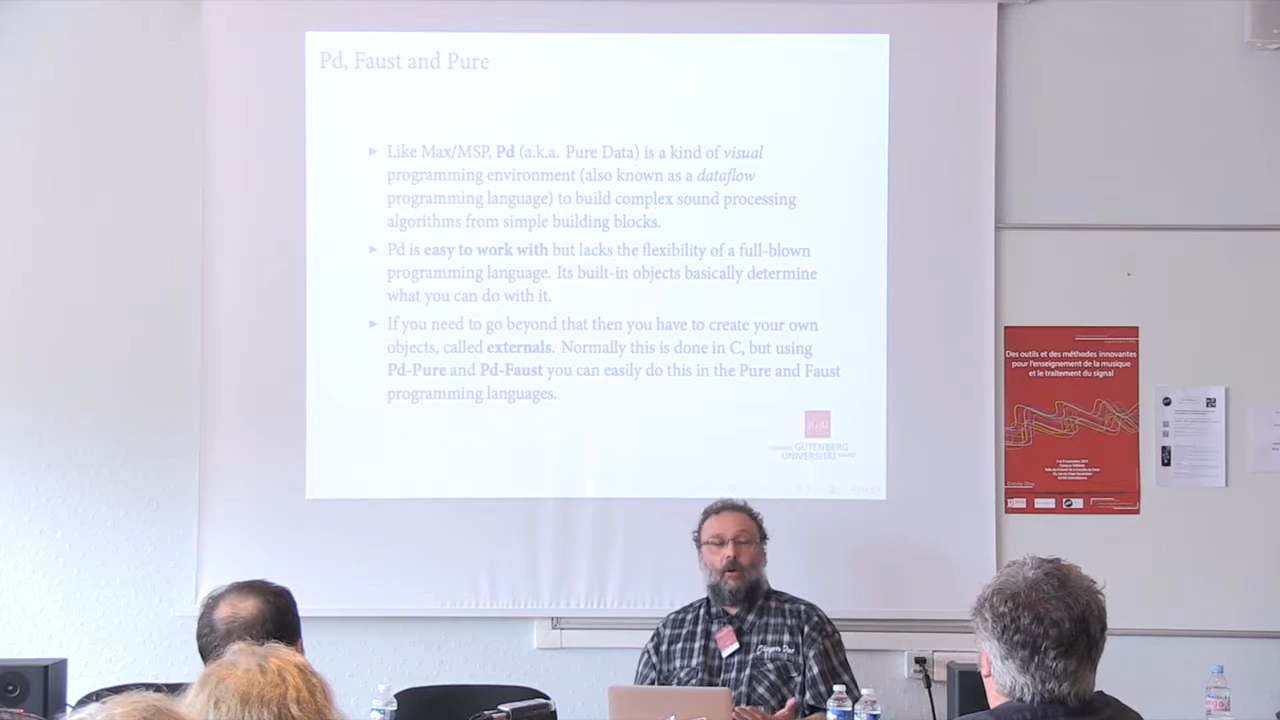 Pd, Faust and Pure
▸ Like Max/MSP, Pd (a.k.a. Pure Data) is a kind of visual
programming environment (also known as a dataflow
programming language) to build complex sound processing
algorithms from simple building blocks.
▸ Pd is easy to work with but lacks the flexibility of a full-blown
programming language. Its built-in objects basically determine
what you can do with it.
▸ If you need to go beyond that then you have to create your own
objects, called externals. Normally this is done in C, but using
Pd-Pure and Pd-Faust you can easily do this in the Pure and Faust
programming languages.
JG|U
GUTENBERG
UNIVERSITÄT
Des outils et des méthodes innovantes
pour l'enseignement de la musique
et le traitement du signal